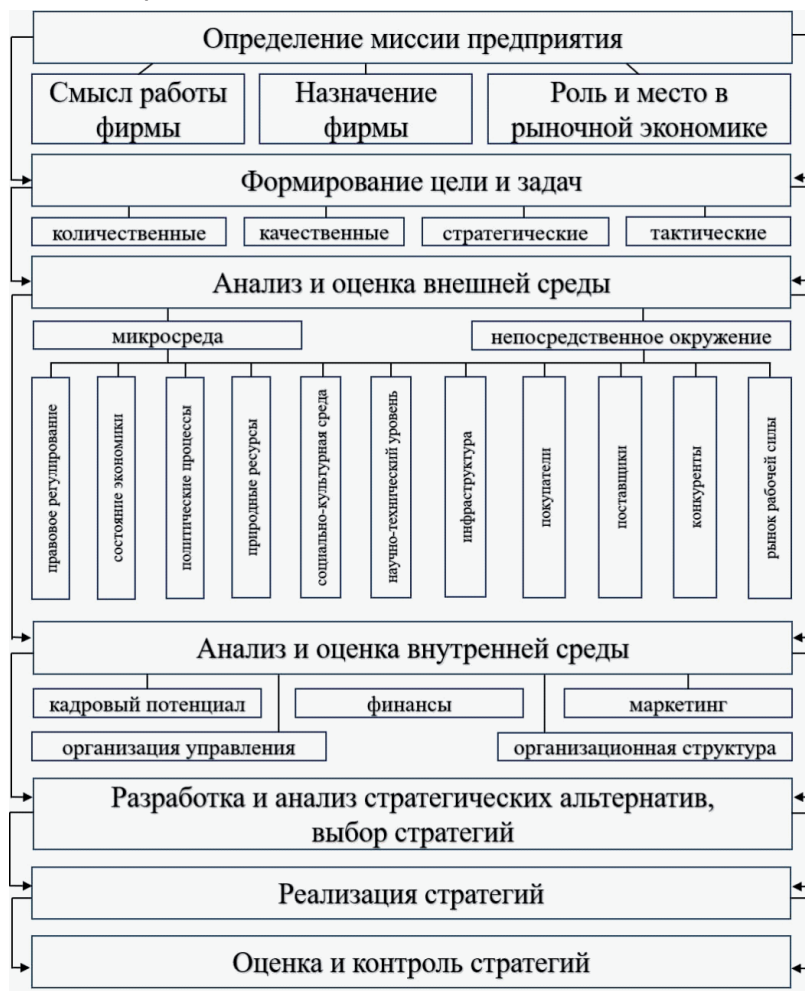 Определение миссии предприятия
Смысл работы
фирмы
Назначение
фирмы
Роль и место в
рыночной экономике
Формирование цели и задач
количественные
качественные
стратегические
тактические
Анализ и оценка внешней среды
микросреда
непосредственное окружение
правовое регулирование
состояние экономики
политические процессы
природные ресурсы
социально-культурная среда
научно-технический уровень
инфраструктура
покупатели
поставщики
конкуренты
рынок рабочей силы
Анализ и оценка внутренней среды
кадровый потенциал
финансы
маркетинг
организация управления
организационная структура
Разработка и анализ стратегических альтернатив,
выбор стратегий
Реализация стратегий
Оценка и контроль стратегий